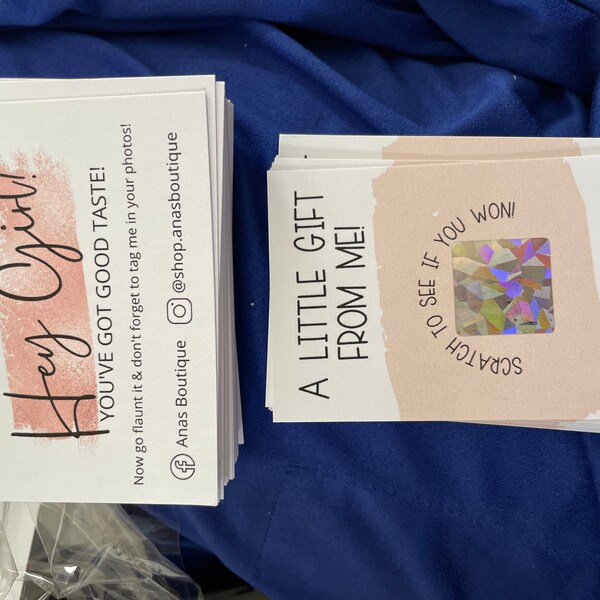 Hey Girl!
YOU'VE GOT GOOD TASTE!
Now go flaunt it & don't forget to tag me in your photos!
Anas Boutique @shop.anasboutique
A LITTLE GIFT
FROM ME!
SCRATCH TO SEE IF YOU WON!